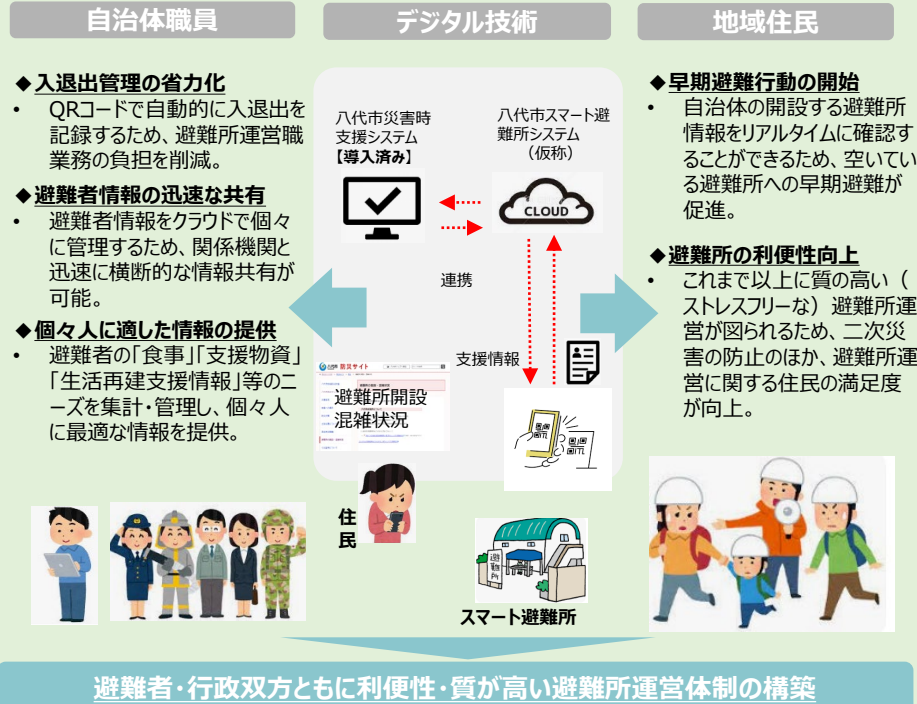 自治体職員
◆入退出管理の省力化
• QRコードで自動的に入退出を
記録するため、避難所運営職
業務の負担を削減。
◆避難者情報の迅速な共有
• 避難者情報をクラウドで個々
に管理するため、関係機関と
迅速に横断的な情報共有が
可能。
◆個々人に適した情報の提供
• 避難者の「食事」「支援物資」
「生活再建支援情報」等のニ
ーズを集計・管理し、個々人
に最適な情報を提供。
デジタル技術
八代市災害時
支援システム
【導入済み】
八代市スマート避
難所システム
（仮称）
CLOUD
連携
支援情報
防災サイト
避難所開設
混雑状況
住
民
避難所
スマート避難所
地域住民
◆早期避難行動の開始
• 自治体の開設する避難所
情報をリアルタイムに確認す
ることができるため、空いてい
る避難所への早期避難が
促進。
◆避難所の利便性向上
• これまで以上に質の高い（
ストレスフリーな）避難所運
営が図られるため、二次災
害の防止のほか、避難所運
営に関する住民の満足度
が向上。
避難者・行政双方ともに利便性・質が高い避難所運営体制の構築